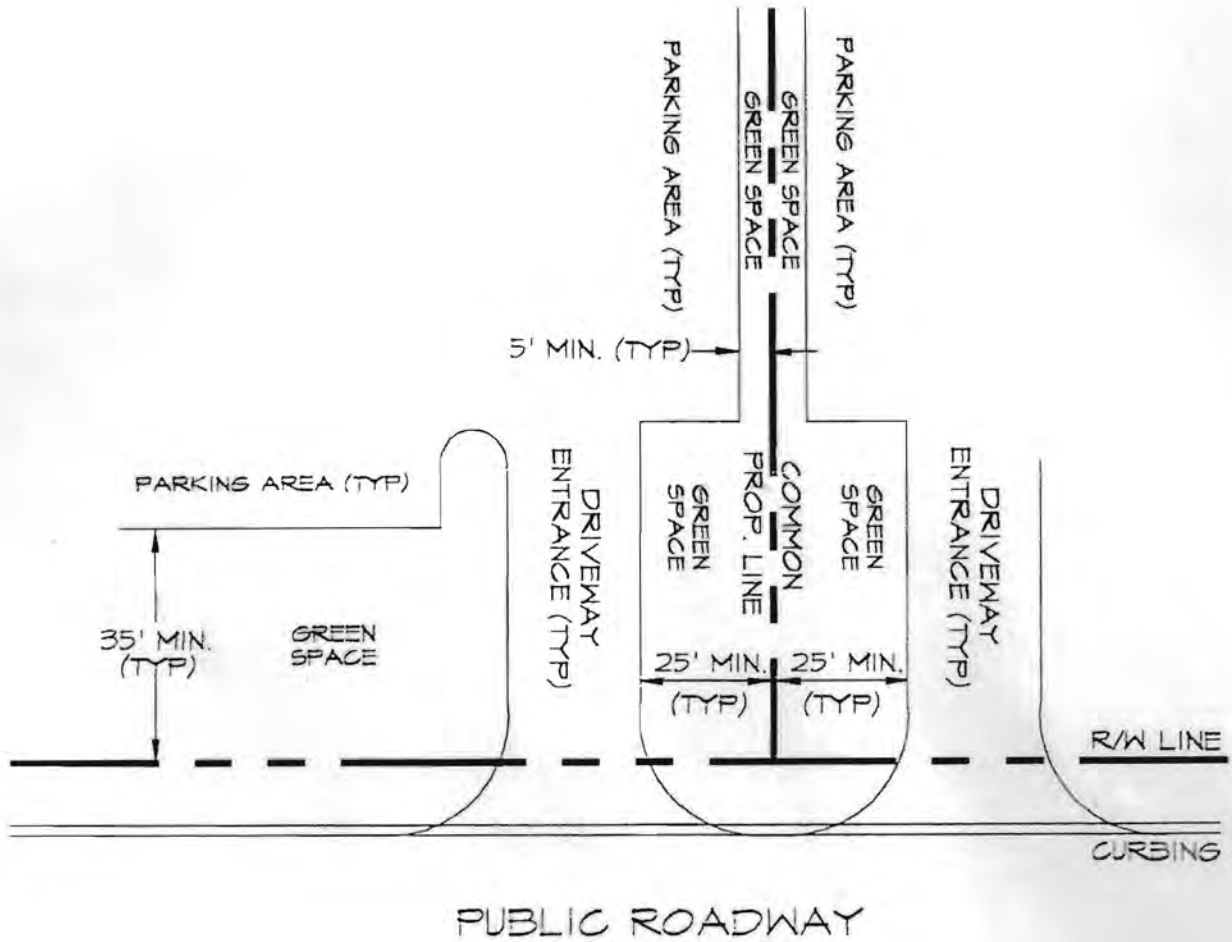 PARKING AREA (TYP)
GREEN SPACE
GREEN SPACE
PARKING AREA (TYP)
5' MIN. (TYP)
PARKING AREA (TYP)
35' MIN.
(TYP)
GREEN
SPACE
DRIVEWAY
ENTRANCE (TYP)
GREEN
SPACE
COMMON
PROP. LINE
GREEN
SPACE
DRIVEWAY
ENTRANCE (TYP)
25' MIN.
(TYP)
25' MIN.
(TYP)
R/W LINE
CURBING
PUBLIC ROADWAY